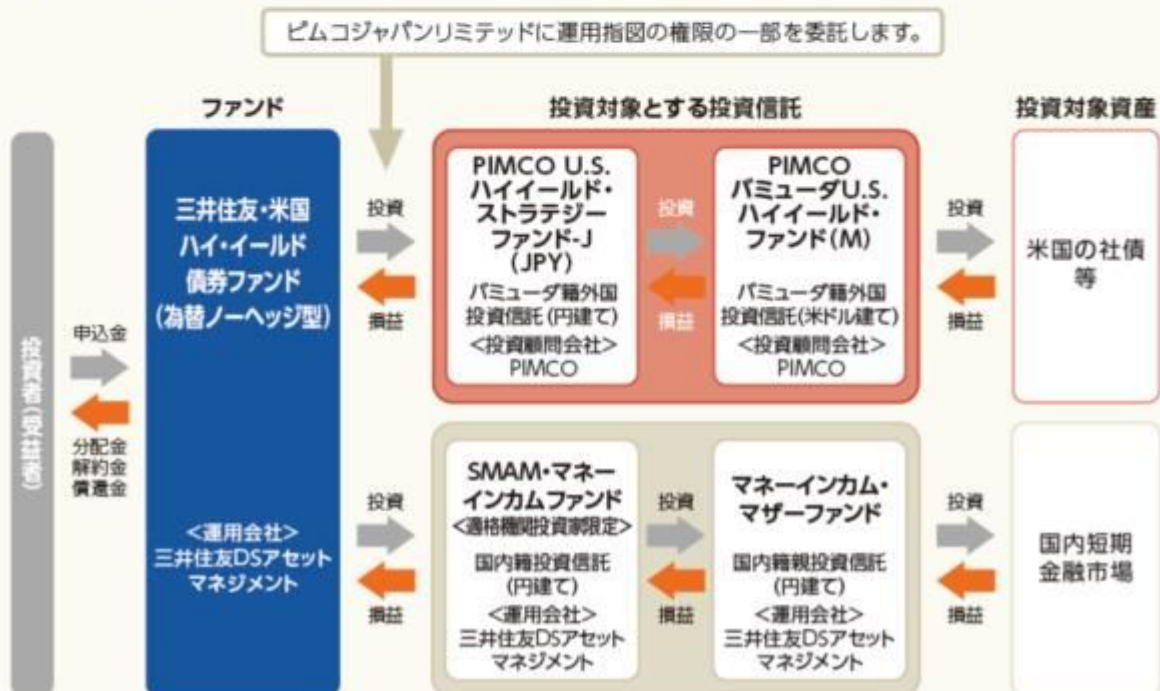 ピムコジャパンリミテッドに運用指図の権限の一部を委託します。
ファンド
投資対象とする投資信託
投資対象資産
投資者(受益者)
申込金
分配金
解約金
償還金
三井住友・米国
ハイ・イールド
債券ファンド
(為替ノーヘッジ型)
<運用会社>
三井住友DSアセット
マネジメント
投資
損益
PIMCO U.S.
ハイイールド・
ストラテジー
ファンド-J
(JPY)
バミューダ籍外国
投資信託(円建て)
<投資顧問会社>
PIMCO
投資
損益
PIMCO
バミューダU.S.
ハイイールド・
ファンド(M)
バミューダ籍外国
投資信託(米ドル建て)
<投資顧問会社>
PIMCO
投資
損益
米国の社債
等
投資
損益
SMAM・マネー
インカムファンド
<適格機関投資家限定>
国内籍投資信託
(円建て)
<運用会社>
三井住友DSアセット
マネジメント
投資
損益
マネーインカム・
マザーファンド
国内籍親投資信託
(円建て)
<運用会社>
三井住友DSアセット
マネジメント
投資
損益
国内短期
金融市場